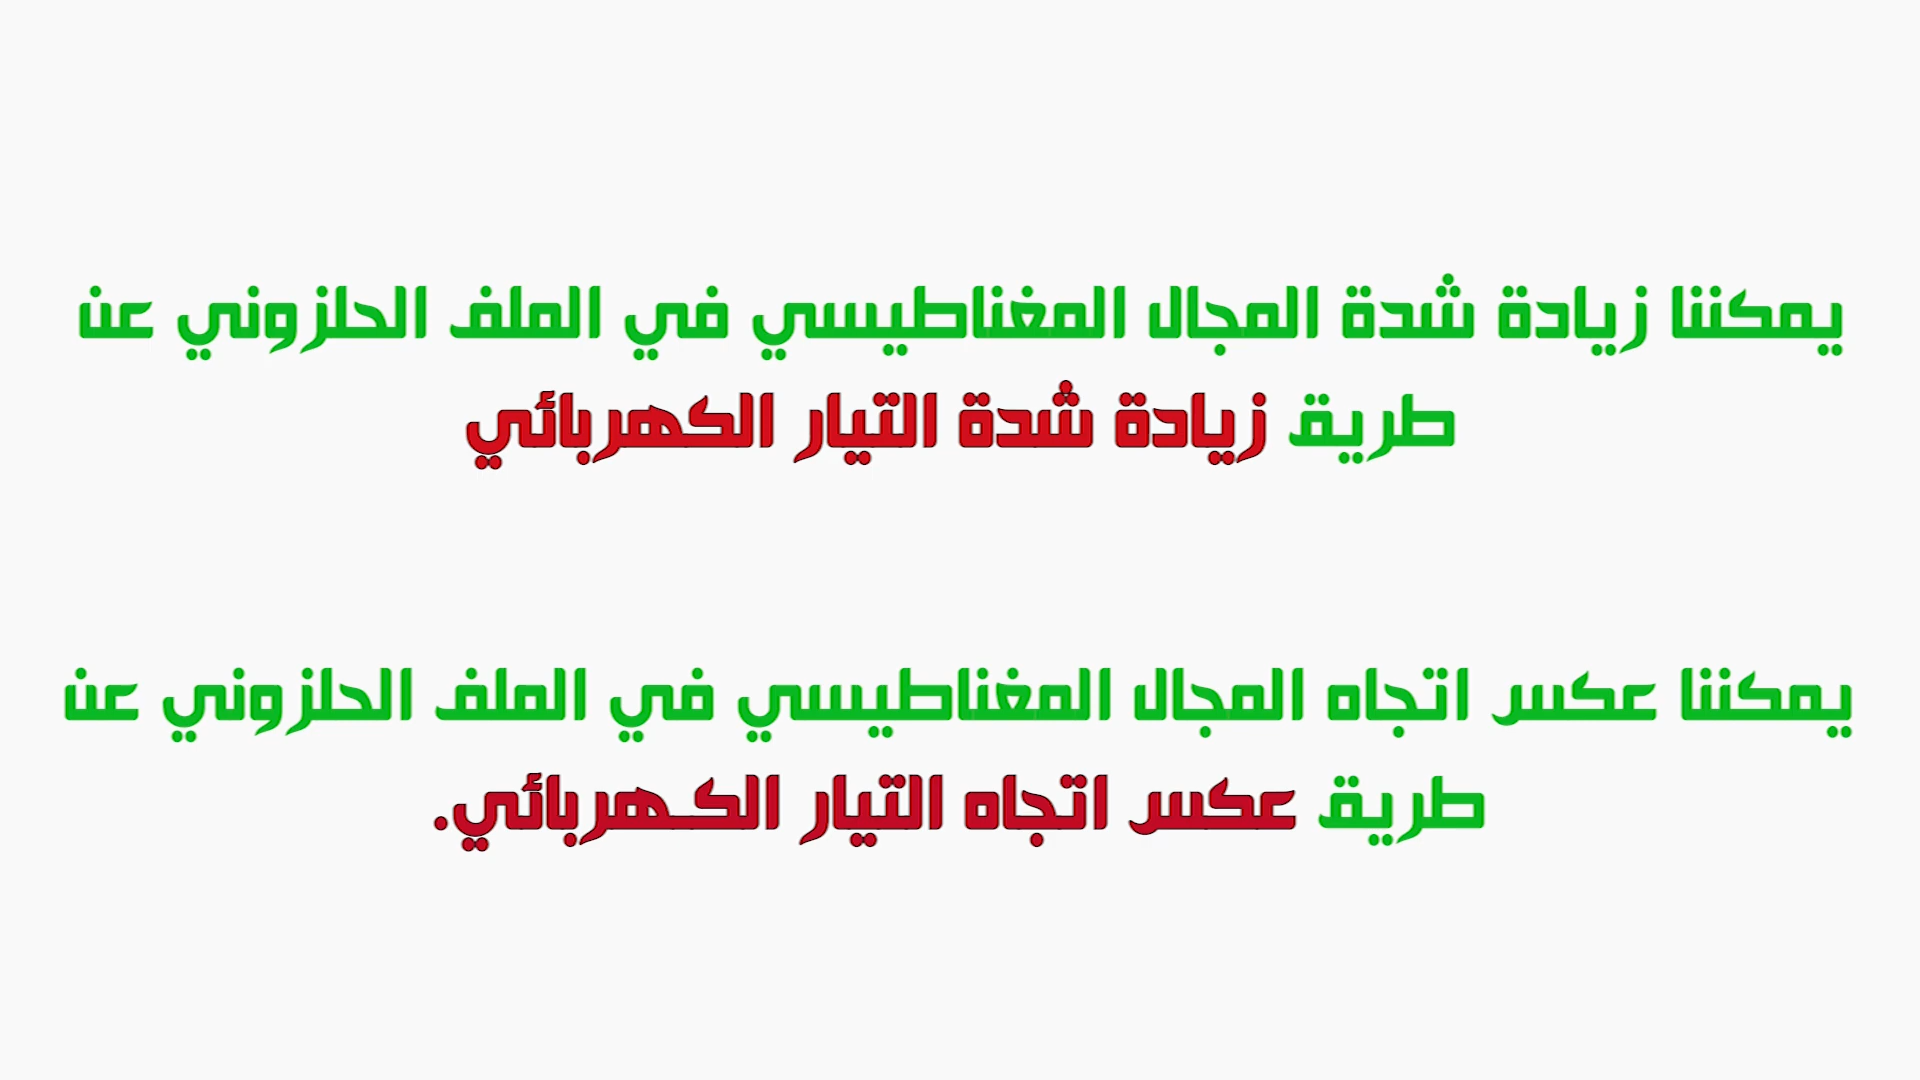 يمكننا زيادة شدة المجال المغناطيسي في الملف الحلزوني عن
طريق زيادة شدة التيار الكهربائي
يمكننا عكس اتجاه المجال المغناطيسي في الملف الحلزوني عن
طريق عكس اتجاه التيار الكـهربائي.